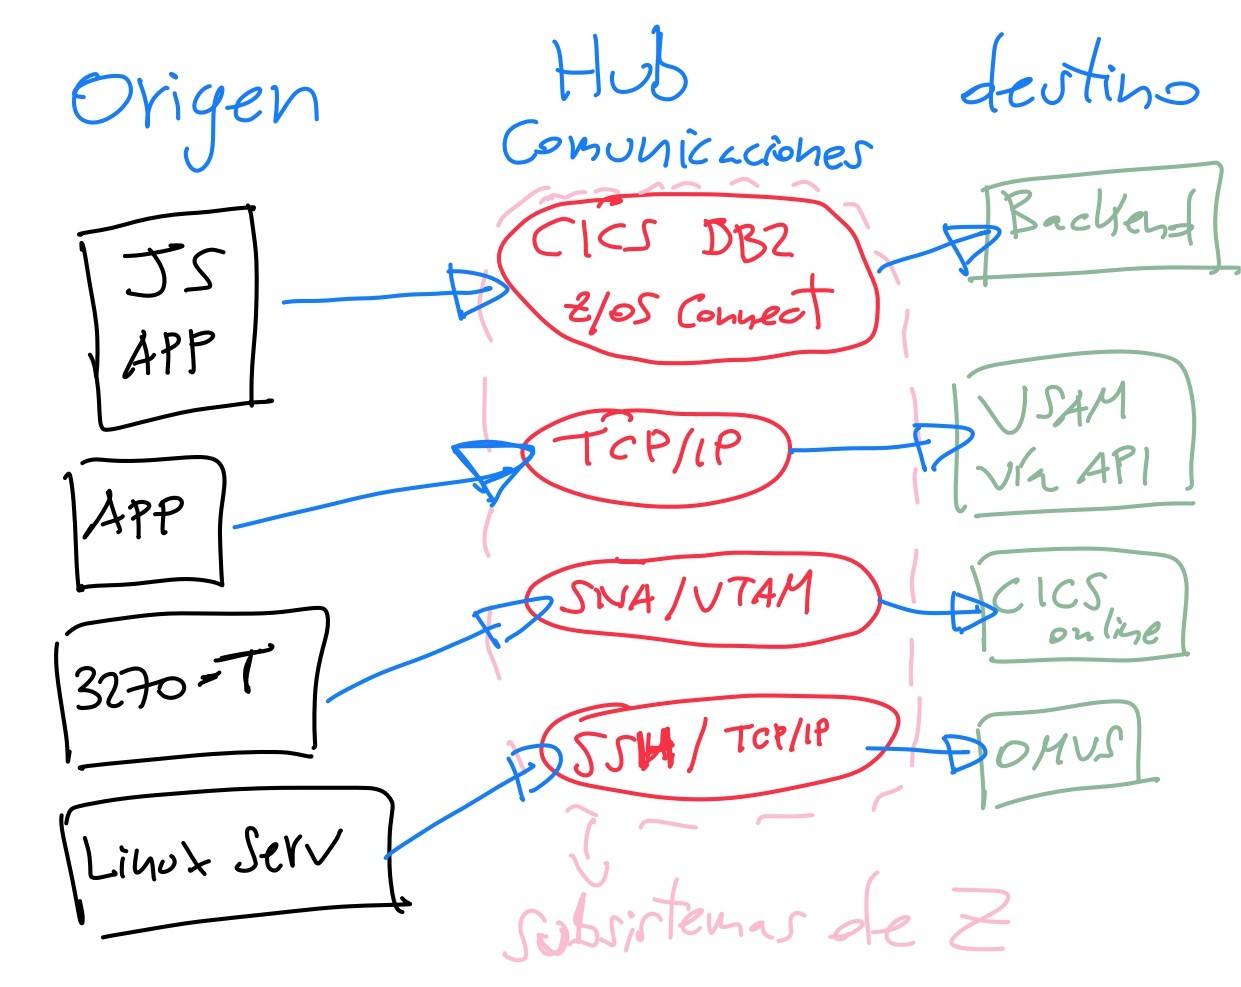 Origen
Hub
Comunicaciones
destino
JS
APP
CICS DB2
Z/OS Connect
Backend
APP
TCP/IP
VSAM
vía API
3270-T
SNA/VTAM
CICS
online
Linux Serv
SSH/TCP/IP
OMVS
subsistemas de Z